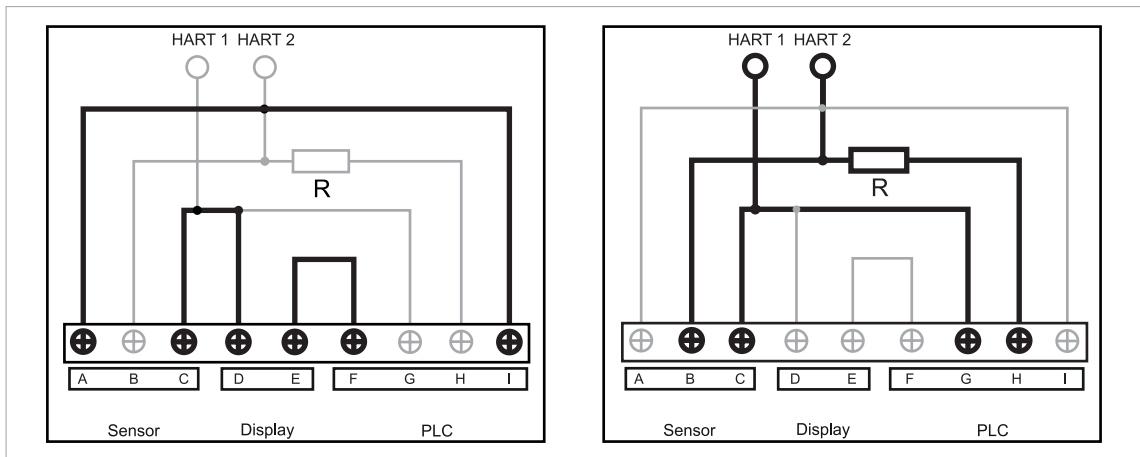 HART 1 HART 2
R
A B C D E F G H I
Sensor Display PLC
HART 1 HART 2
R
A B C D E F G H I
Sensor Display PLC